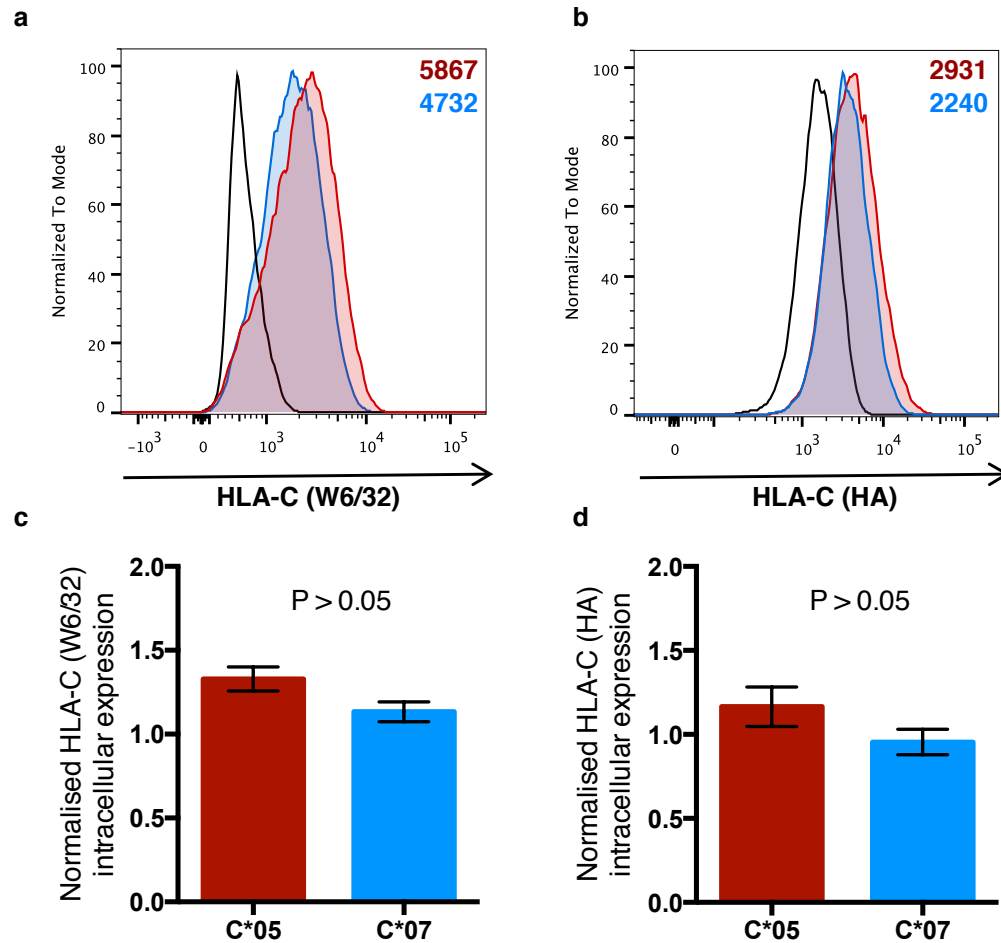 a
5867
4732
Normalized To Mode
100
80
60
40
20
0
-10³
0
10³
10⁴
10⁵
HLA-C (W6/32)
b
2931
2240
Normalized To Mode
100
80
60
40
20
0
0
10³
10⁴
10⁵
HLA-C (HA)
c
Normalised HLA-C (W6/32)
intracellular expression
2.0
1.5
1.0
0.5
0.0
P > 0.05
C*05
C*07
d
Normalised HLA-C (HA)
intracellular expression
2.0
1.5
1.0
0.5
0.0
P > 0.05
C*05
C*07